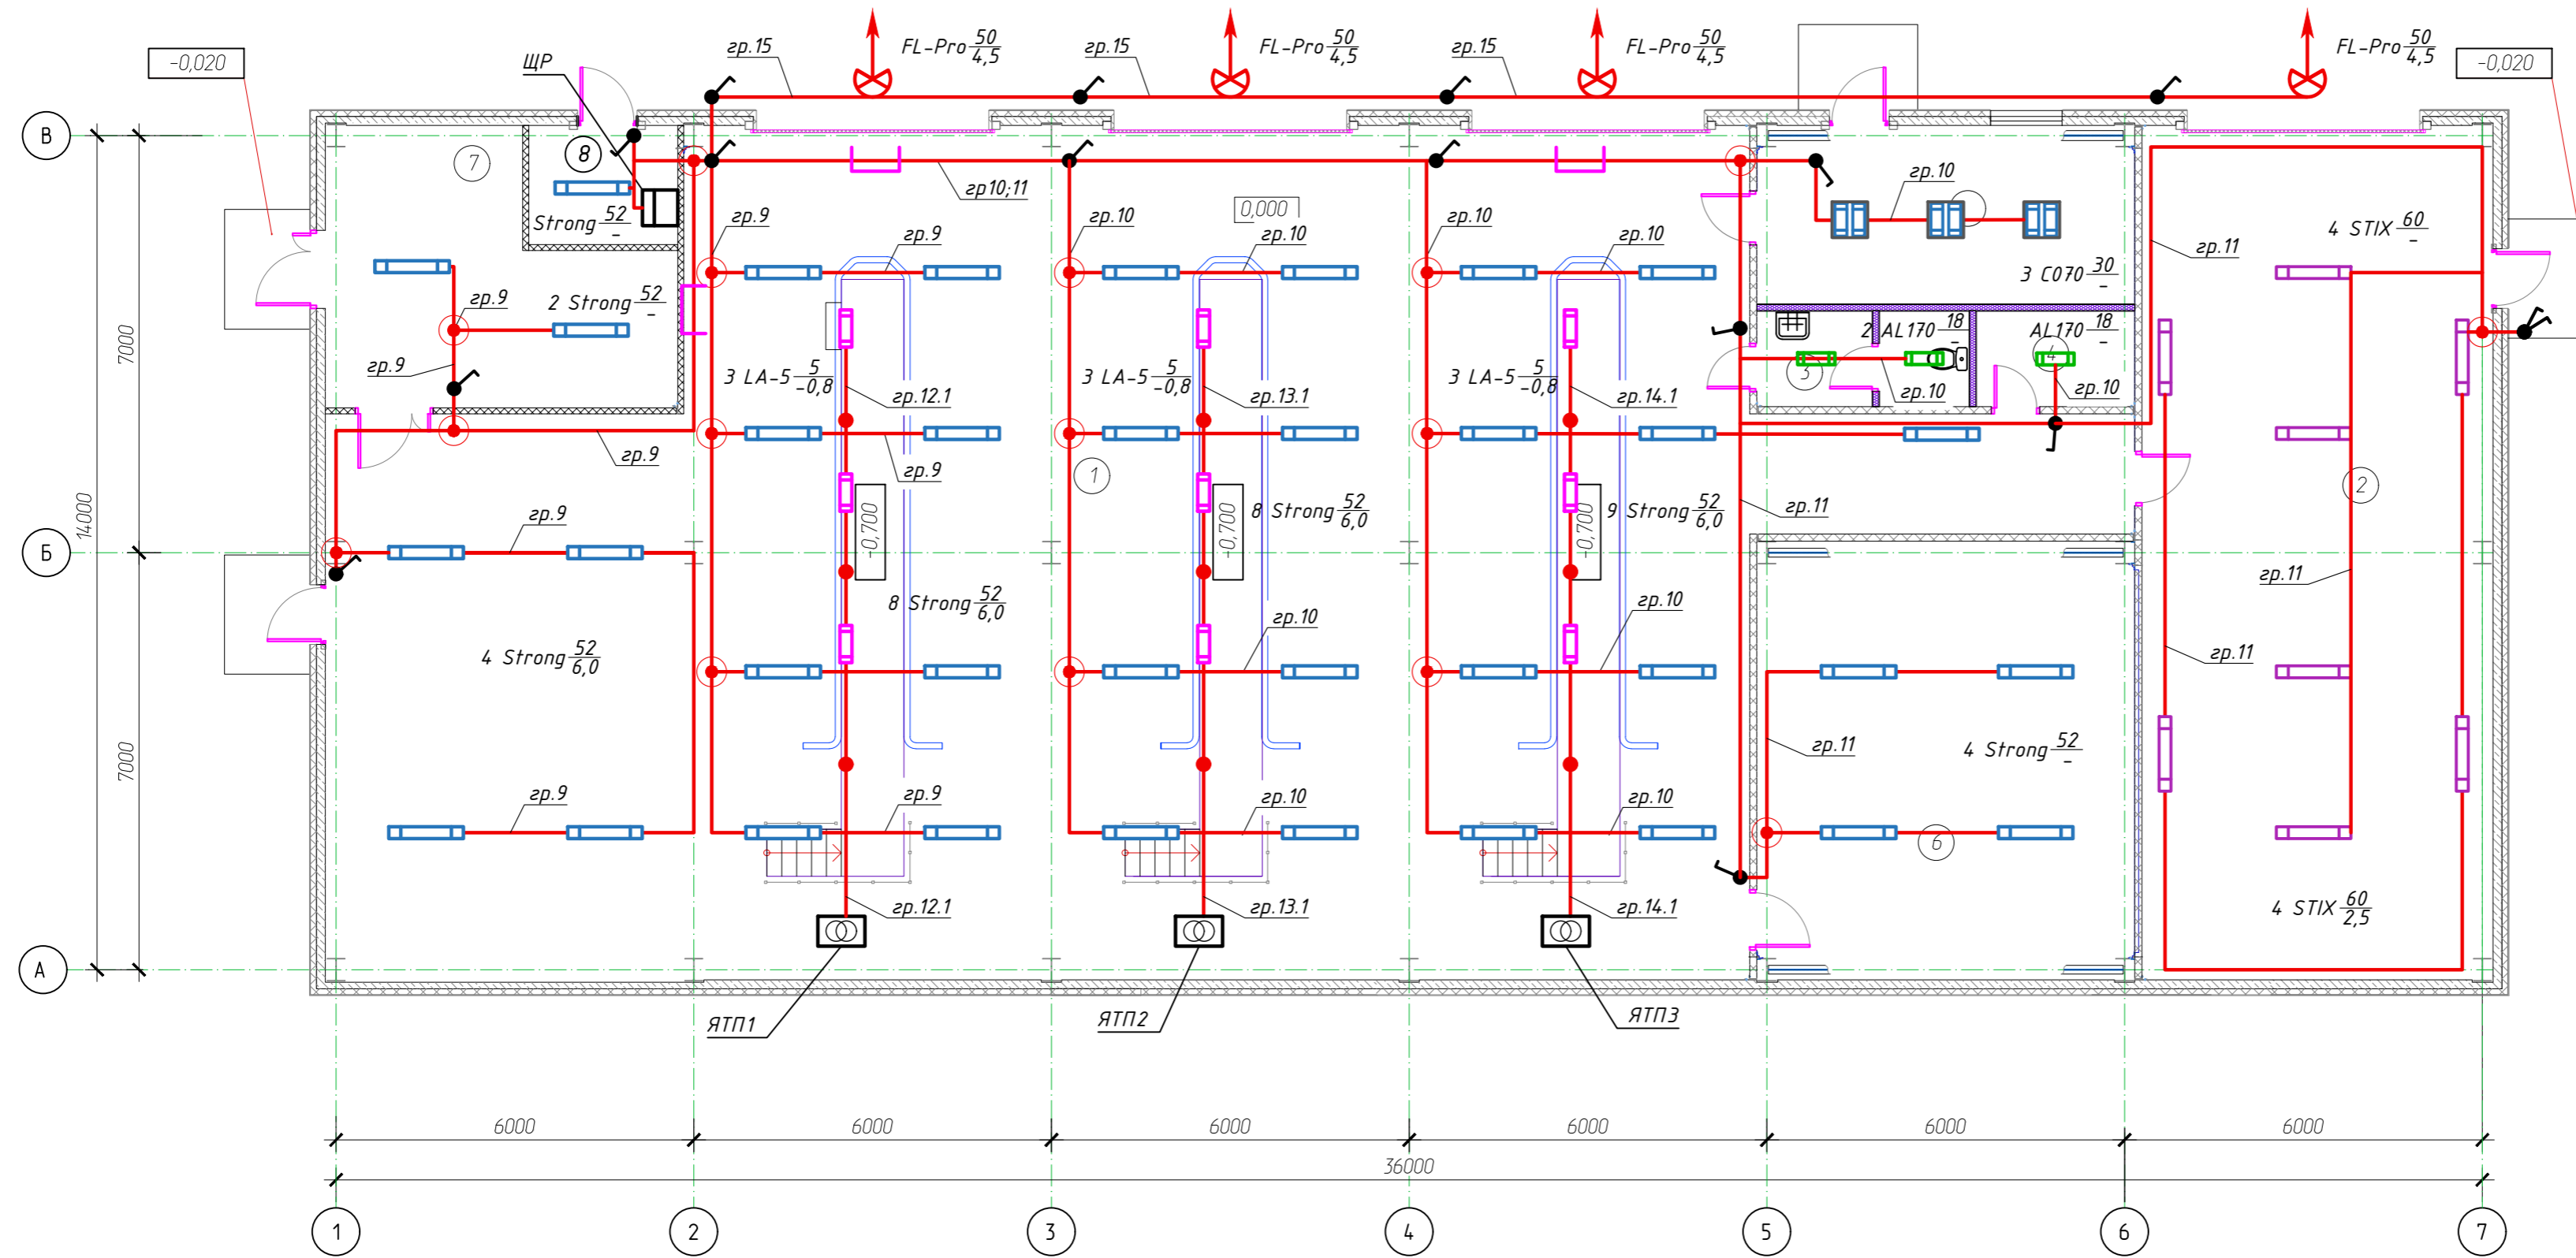 -0,020
ЩР
гр.15
FL-Pro 50/4,5
гр.15
FL-Pro 50/4,5
гр.15
FL-Pro 50/4,5
FL-Pro 50/4,5
-0,020
В
7
8
Strong 52/–
гр10;11
гр.9
гр.9
гр.10
0,000
гр.10
гр.10
гр.10
гр.10
3 С070 30/–
гр.11
4 STIX 60/–
2 Strong 52/–
гр.9
гр.9
7000
3 LA-5 5/-0,8
гр.12.1
3 LA-5 5/-0,8
гр.13.1
3 LA-5 5/-0,8
гр.14.1
2 AL170 18/–
AL170 18/–
3
4
гр.10
гр.10
гр.9
гр.9
1
2
14000
гр.9
-0,700
-0,700
8 Strong 52/6,0
-0,700
9 Strong 52/6,0
гр.11
Б
гр.11
8 Strong 52/6,0
гр.10
гр.10
4 Strong 52/6,0
гр.11
7000
гр.11
4 Strong 52/–
гр.9
гр.9
гр.10
гр.10
6
гр.12.1
гр.13.1
гр.14.1
4 STIX 60/2,5
А
ЯТП1
ЯТП2
ЯТП3
6000
6000
6000
6000
6000
6000
36000
1
2
3
4
5
6
7